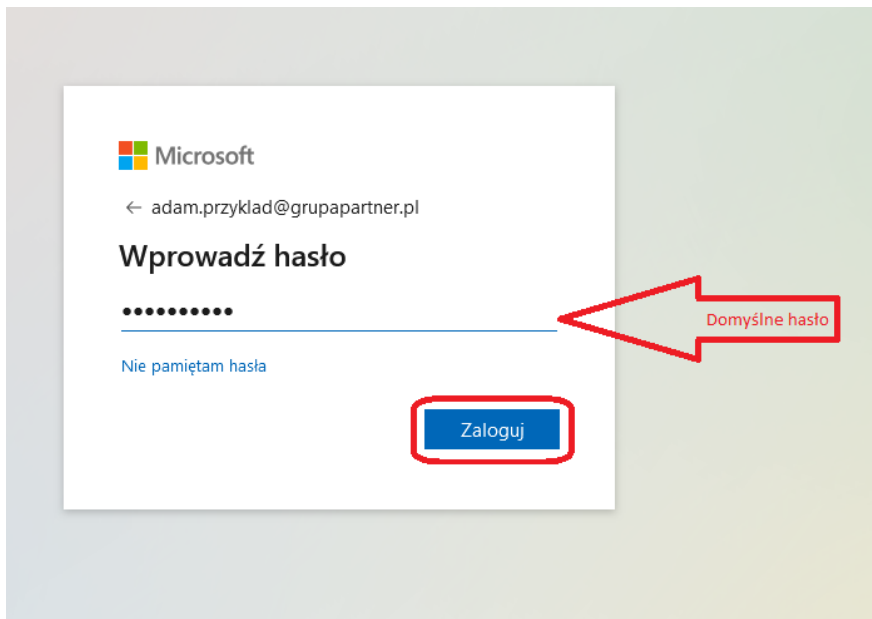 Microsoft
← adam.przyklad@grupapartner.pl
Wprowadź hasło
••••••••••
Domyślne hasło
Nie pamiętam hasła
Zaloguj